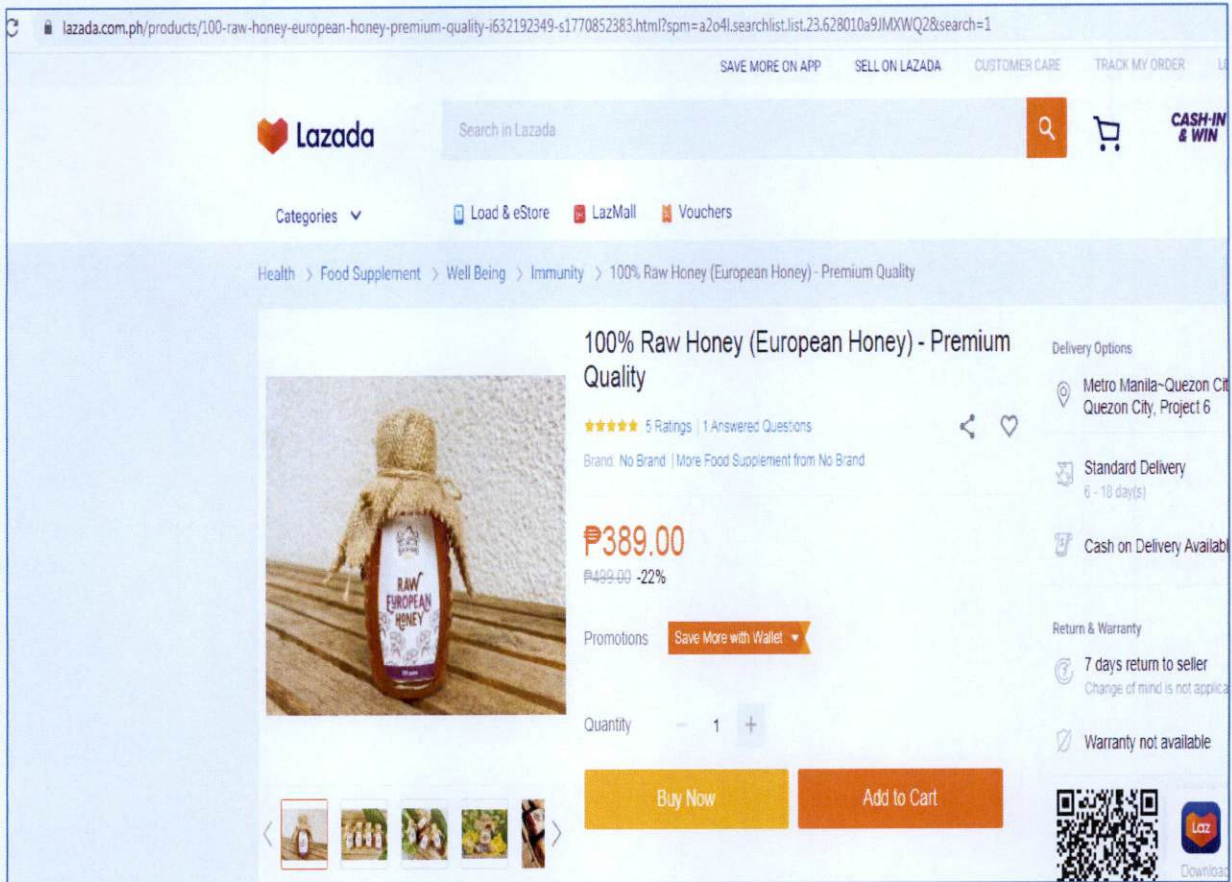 lazada.com.ph/products/100-raw-honey-european-honey-premium-quality-i632192349-s1770852383.html?spm=a2o4l.searchlist.list.23.628010a9JMXWQ2&search=1
SAVE MORE ON APP SELL ON LAZADA CUSTOMER CARE TRACK MY ORDER
Lazada
Search in Lazada
CASH-IN
& WIN
Categories
Load & eStore LazMall Vouchers
Health > Food Supplement > Well Being > Immunity > 100% Raw Honey (European Honey) - Premium Quality
100% Raw Honey (European Honey) - Premium
Quality
5 Ratings | 1 Answered Questions
Brand: No Brand | More Food Supplement from No Brand
₱389.00
₱499.00 -22%
Promotions Save More with Wallet
Quantity − 1 +
Buy Now Add to Cart
RAW
EUROPEAN
HONEY
Delivery Options
Metro Manila~Quezon Cit
Quezon City, Project 6
Standard Delivery
6 - 18 day(s)
Cash on Delivery Availabl
Return & Warranty
7 days return to seller
Change of mind is not applica
Warranty not available
Laz
Download